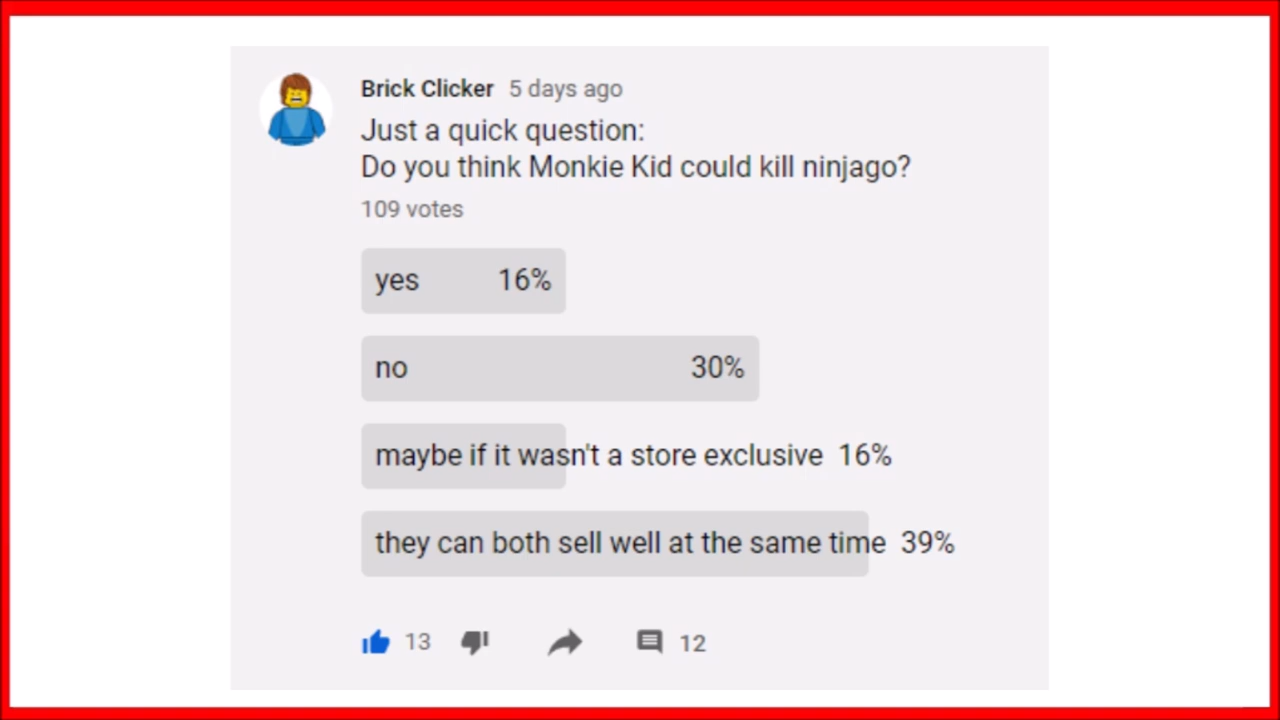 Brick Clicker 5 days ago
Just a quick question:
Do you think Monkie Kid could kill ninjago?
109 votes
yes 16%
no 30%
maybe if it wasn't a store exclusive 16%
they can both sell well at the same time 39%
13 12